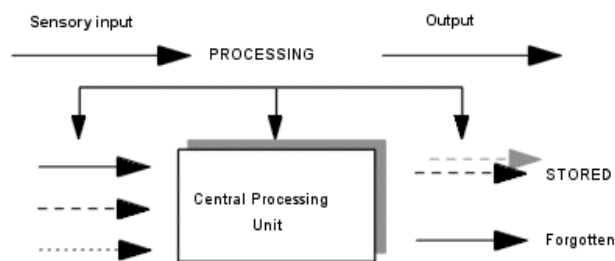 Sensory input
Output
PROCESSING
Central Processing
Unit
STORED
Forgotten